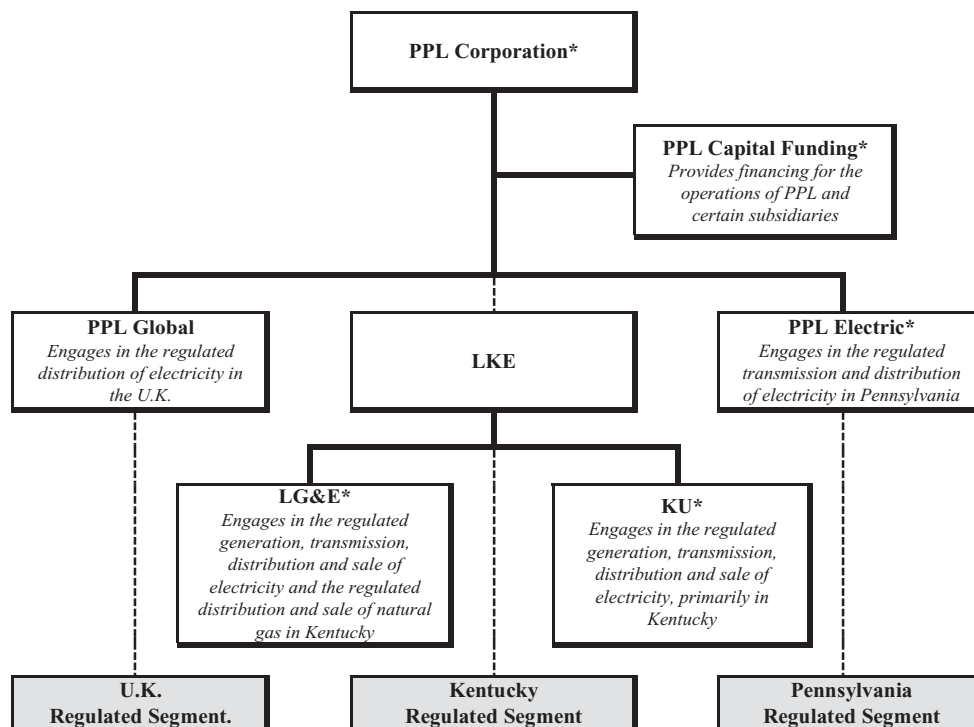 PPL Corporation*
PPL Capital Funding*
Provides financing for the
operations of PPL and
certain subsidiaries
PPL Global
Engages in the regulated
distribution of electricity in
the U.K.
LKE
PPL Electric*
Engages in the regulated
transmission and distribution
of electricity in Pennsylvania
LG&E*
Engages in the regulated
generation, transmission,
distribution and sale of
electricity and the regulated
distribution and sale of natural
gas in Kentucky
KU*
Engages in the regulated
generation, transmission,
distribution and sale of
electricity, primarily in
Kentucky
U.K.
Regulated Segment.
Kentucky
Regulated Segment
Pennsylvania
Regulated Segment